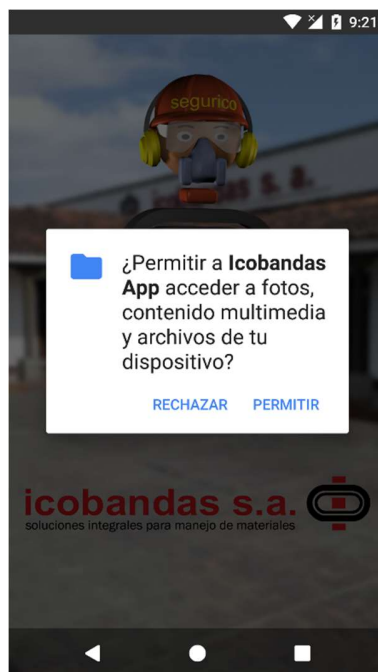 9:21
segurico
s. a.
¿Permitir a Icobandas
App acceder a fotos,
contenido multimedia
y archivos de tu
dispositivo?
RECHAZAR PERMITIR
icobandas s.a.
soluciones integrales para manejo de materiales